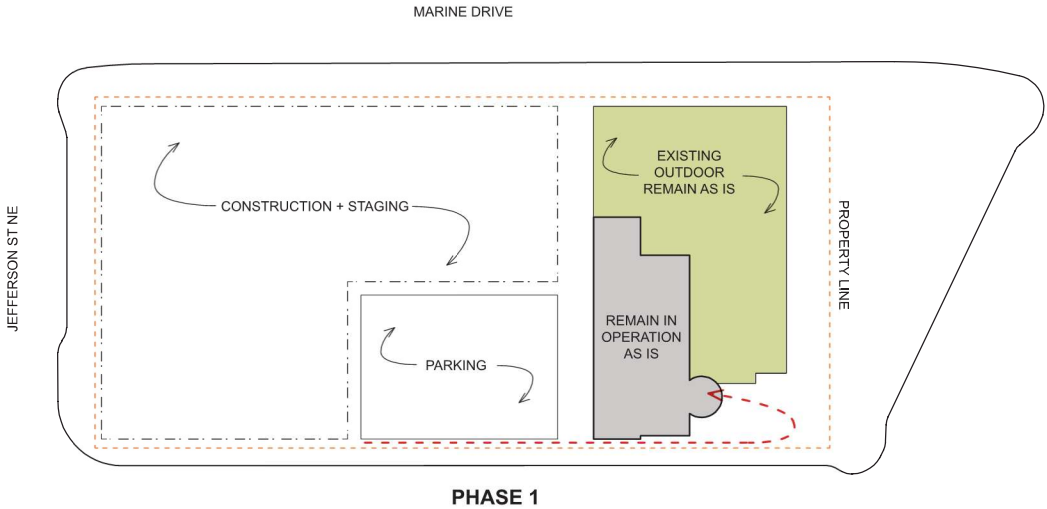 MARINE DRIVE
JEFFERSON ST NE
CONSTRUCTION + STAGING
EXISTING
OUTDOOR
REMAIN AS IS
PROPERTY LINE
REMAIN IN
OPERATION
AS IS
PARKING
PHASE 1